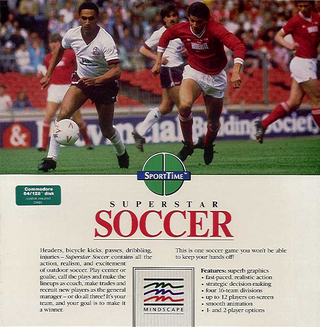 & 
Building Society
SPORTTIME™
Commodore
64/128™ disk
SUPERSTAR
SOCCER
Headers, bicycle kicks, passes, dribbling,
injuries – Superstar Soccer contains all the
action, realism, and excitement
of outdoor soccer. Play center or
goalie, call the plays and make the
lineups as coach, make trades and
recruit new players as the general
manager – or do all three! It's your
team, and your goal is to make it
a winner.
MINDSCAPE
This is one soccer game you won't be able
to keep your hands off!
Features: superb graphics
- fast-paced, realistic action
- strategic decision-making
- four 16-team divisions
- up to 12 players on-screen
- smooth animation
- 1- and 2-player options